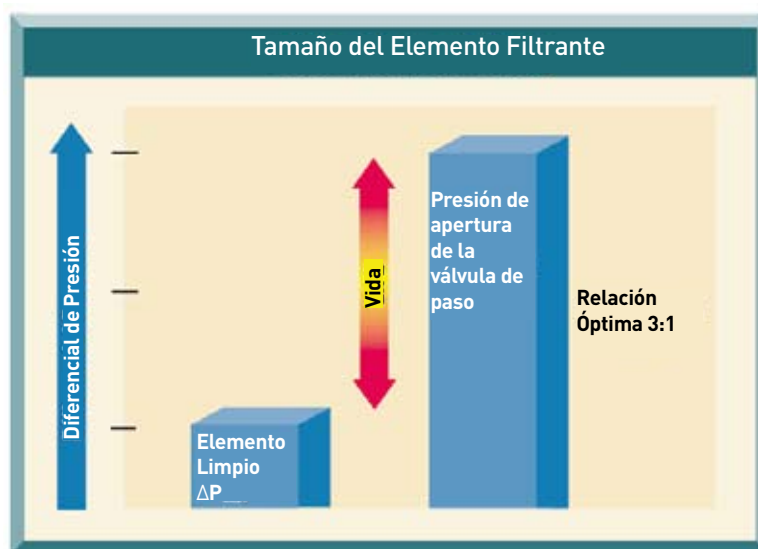 Tamaño del Elemento Filtrante
Diferencial de Presión
Elemento
Limpio
ΔP
Vida
Presión de
apertura
de la
válvula de
paso
Relación
Óptima 3:1